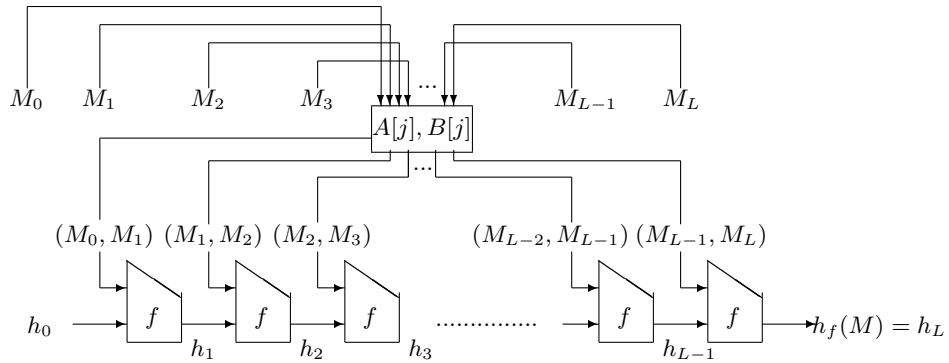 ...
M_0 M_1 M_2 M_3 M_{L-1} M_L
A[j], B[j]
...
(M_0, M_1) (M_1, M_2) (M_2, M_3) (M_{L-2}, M_{L-1}) (M_{L-1}, M_L)
f f f f f
h_0 ............... h_f(M) = h_L
h_1 h_2 h_3 h_{L-1}